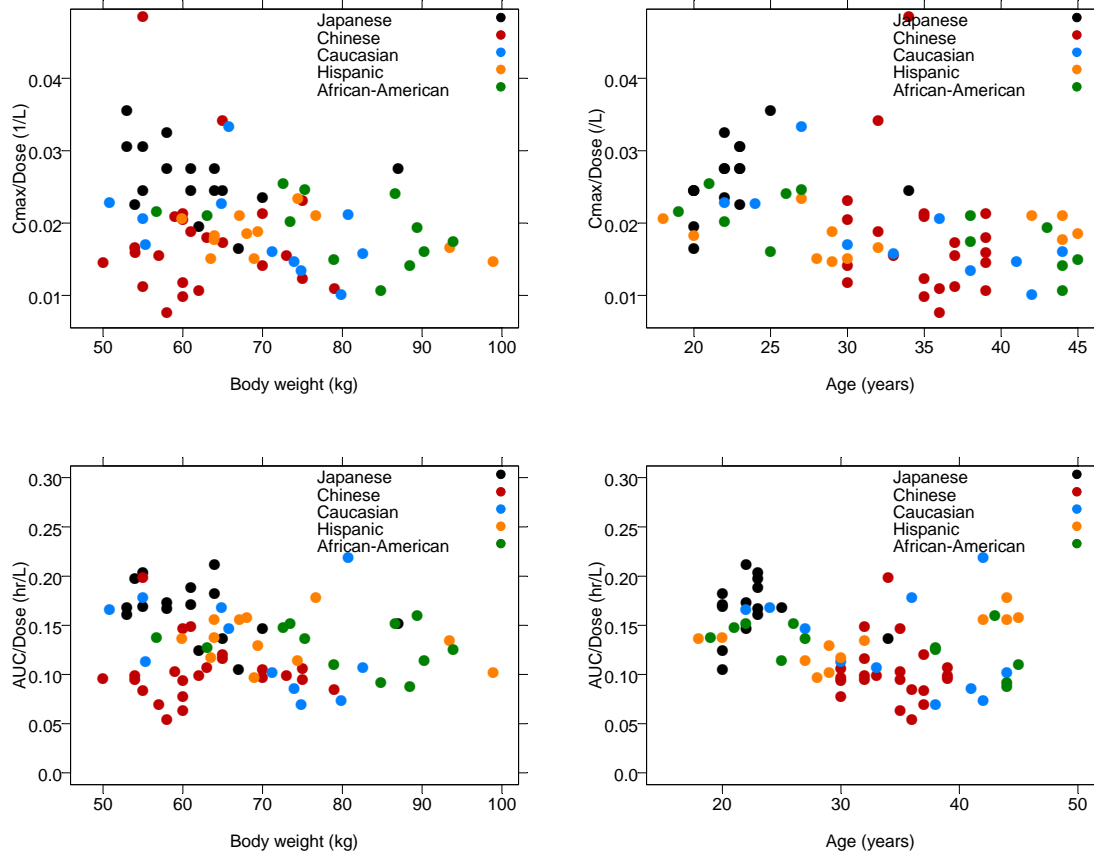 Japanese
Chinese
Caucasian
Hispanic
African-American
0.04
0.03
0.02
0.01
Cmax/Dose (1/L)
50 60 70 80 90 100
Body weight (kg)
Japanese
Chinese
Caucasian
Hispanic
African-American
0.04
0.03
0.02
0.01
Cmax/Dose (/L)
20 25 30 35 40 45
Age (years)
Japanese
Chinese
Caucasian
Hispanic
African-American
0.30
0.25
0.20
0.15
0.10
0.05
0.0
AUC/Dose (hr/L)
50 60 70 80 90 100
Body weight (kg)
Japanese
Chinese
Caucasian
Hispanic
African-American
0.30
0.25
0.20
0.15
0.10
0.05
0.0
AUC/Dose (hr/L)
20 30 40 50
Age (years)